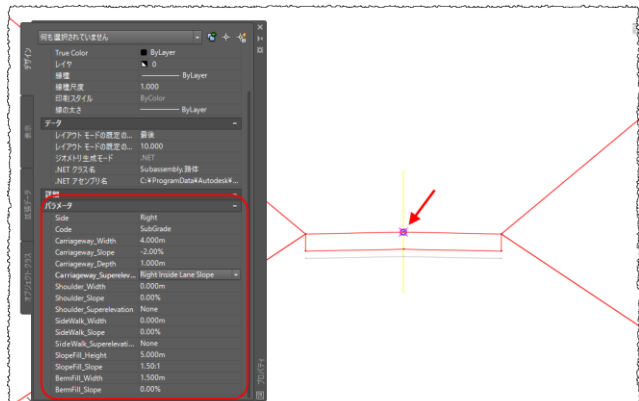 何も選択されていません
デザイン
True Color ByLayer
レイヤ 0
線種 ByLayer
線種尺度 1.000
印刷スタイル ByColor
線の太さ ByLayer
データ
レイアウト モードの既定の... 最後
レイアウト モードの既定の... 10.000
ジオメトリ生成モード .NET
.NET クラス名 Subassembly.路体
.NET アセンブリ名 C:¥ProgramData¥Autodesk¥...
詳細
パラメータ
Side Right
Code SubGrade
Carriageway_Width 4.000m
Carriageway_Slope -2.00%
Carriageway_Depth 1.000m
Carriageway_Superelev... Right Inside Lane Slope
Shoulder_Width 0.000m
Shoulder_Slope 0.00%
Shoulder_Superelevation None
SideWalk_Width 0.000m
SideWalk_Slope 0.00%
SideWalk_Superelevati... None
SlopeFill_Height 5.000m
SlopeFill_Slope 1.50:1
BermFill_Width 1.500m
BermFill_Slope 0.00%
表示
拡張データ
オブジェクト クラス
プロパティ